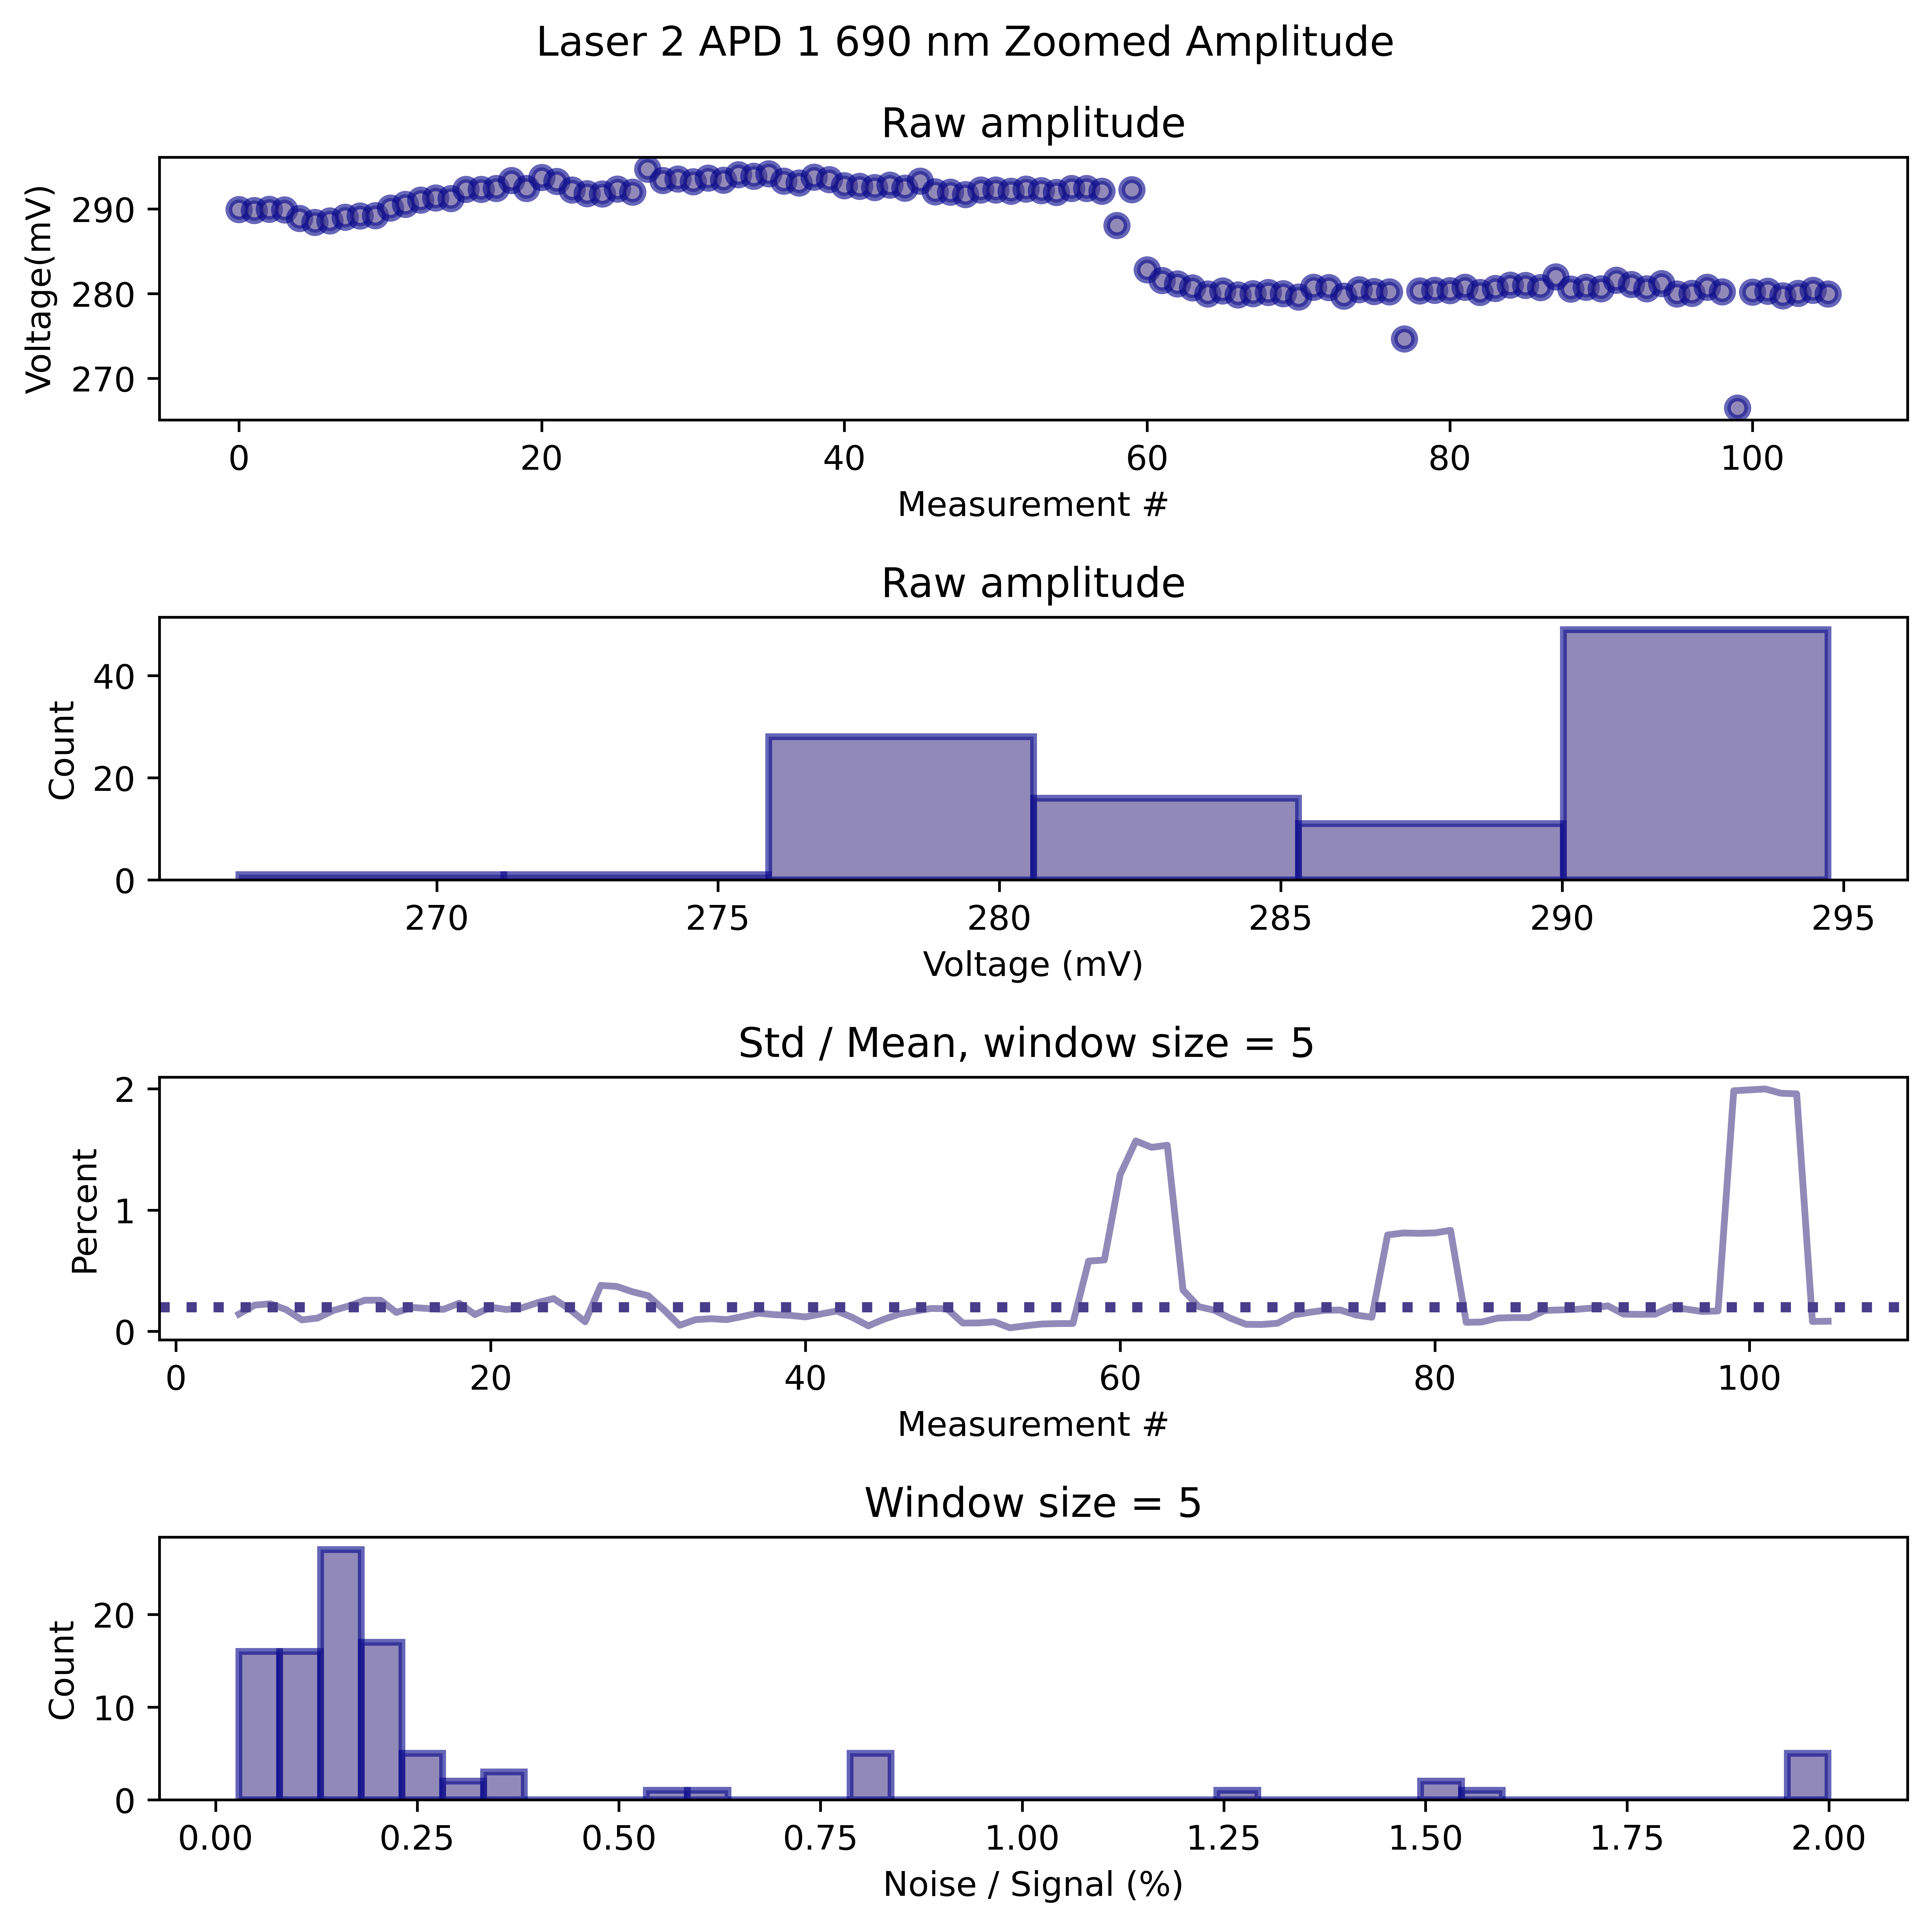 Laser 2 APD 1 690 nm Zoomed Amplitude
Raw amplitude
Voltage(mV)
290
280
270
0 20 40 60 80 100
Measurement #
Raw amplitude
Count
40
20
0
270 275 280 285 290 295
Voltage (mV)
Std / Mean, window size = 5
Percent
2
1
0
0 20 40 60 80 100
Measurement #
Window size = 5
Count
20
10
0
0.00 0.25 0.50 0.75 1.00 1.25 1.50 1.75 2.00
Noise / Signal (%)